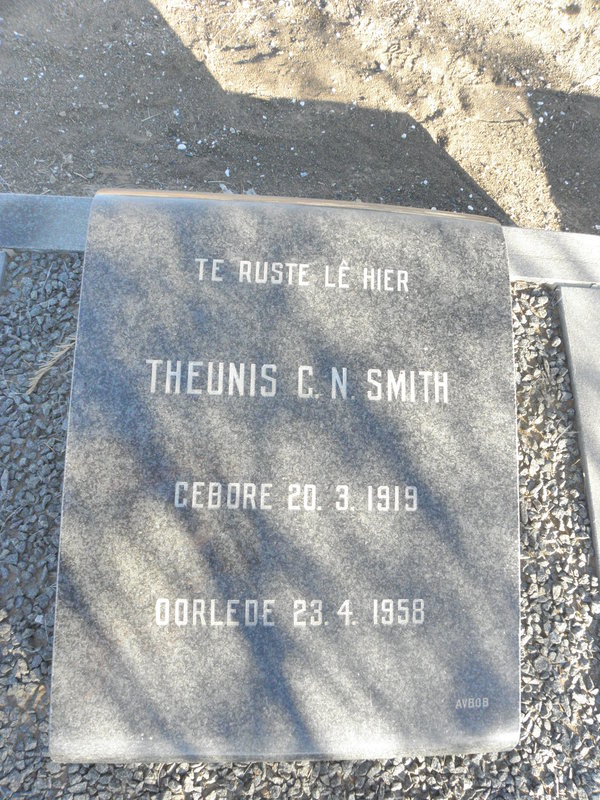 TE RUSTE LÊ HIER
THEUNIS C. N. SMITH
GEBORE 20. 3. 1919
OORLEDE 23. 4. 1958
AVBOB